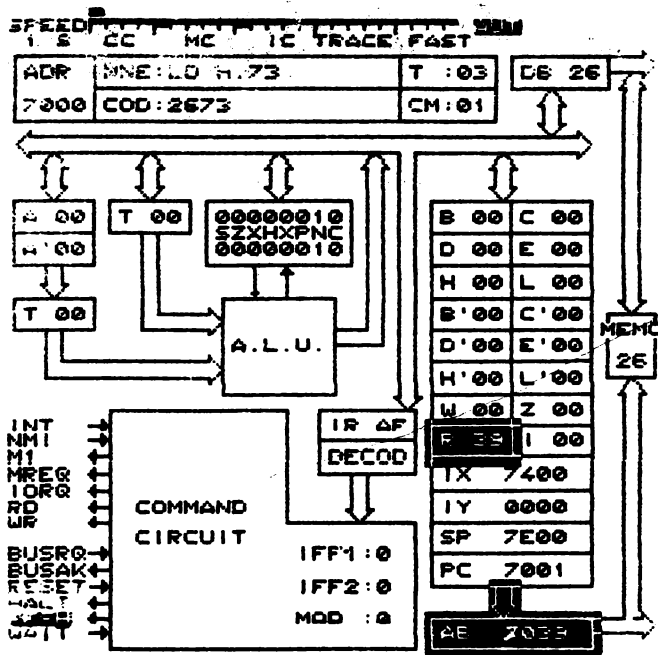 SPEED
1 S CC MC IC TRACE FAST
ADR MNE:LD H,73 T :03 DB 26
7000 COD:2673 CM:01
A 00 T 00 00000010 B 00 C 00
A'00 SZXHXPNC D 00 E 00
00000010
H 00 L 00
T 00 B'00 C'00
A.L.U. D'00 E'00 MEMO
H'00 L'00 26
W 00 Z 00
INT IR AF I 00
NMI DECOD
M1 IX 7400
MREQ
IORQ IY 0000
RD COMMAND
WR CIRCUIT SP 7E00
BUSRQ IFF1:0 PC 7001
BUSAK
RESET IFF2:0
HALT
WAIT MOD :0